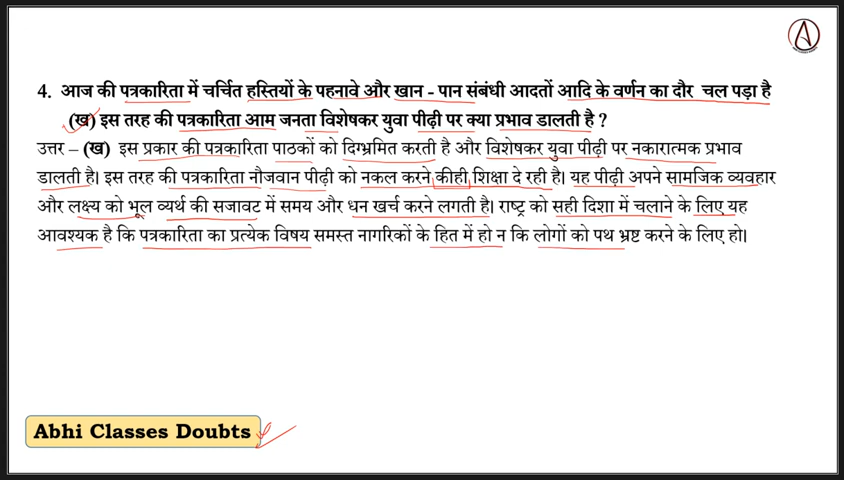 4. आज की पत्रकारिता में चर्चित हस्तियों के पहनावे और खान - पान संबंधी आदतों आदि के वर्णन का दौर चल पड़ा है
(ख) इस तरह की पत्रकारिता आम जनता विशेषकर युवा पीढ़ी पर क्या प्रभाव डालती है ?
उत्तर – (ख) इस प्रकार की पत्रकारिता पाठकों को दिग्भ्रमित करती है और विशेषकर युवा पीढ़ी पर नकारात्मक प्रभाव
डालती है। इस तरह की पत्रकारिता नौजवान पीढ़ी को नकल करने कीही शिक्षा दे रही है। यह पीढ़ी अपने सामजिक व्यवहार
और लक्ष्य को भूल व्यर्थ की सजावट में समय और धन खर्च करने लगती है। राष्ट्र को सही दिशा में चलाने के लिए यह
आवश्यक है कि पत्रकारिता का प्रत्येक विषय समस्त नागरिकों के हित में हो न कि लोगों को पथ भ्रष्ट करने के लिए हो।
Abhi Classes Doubts